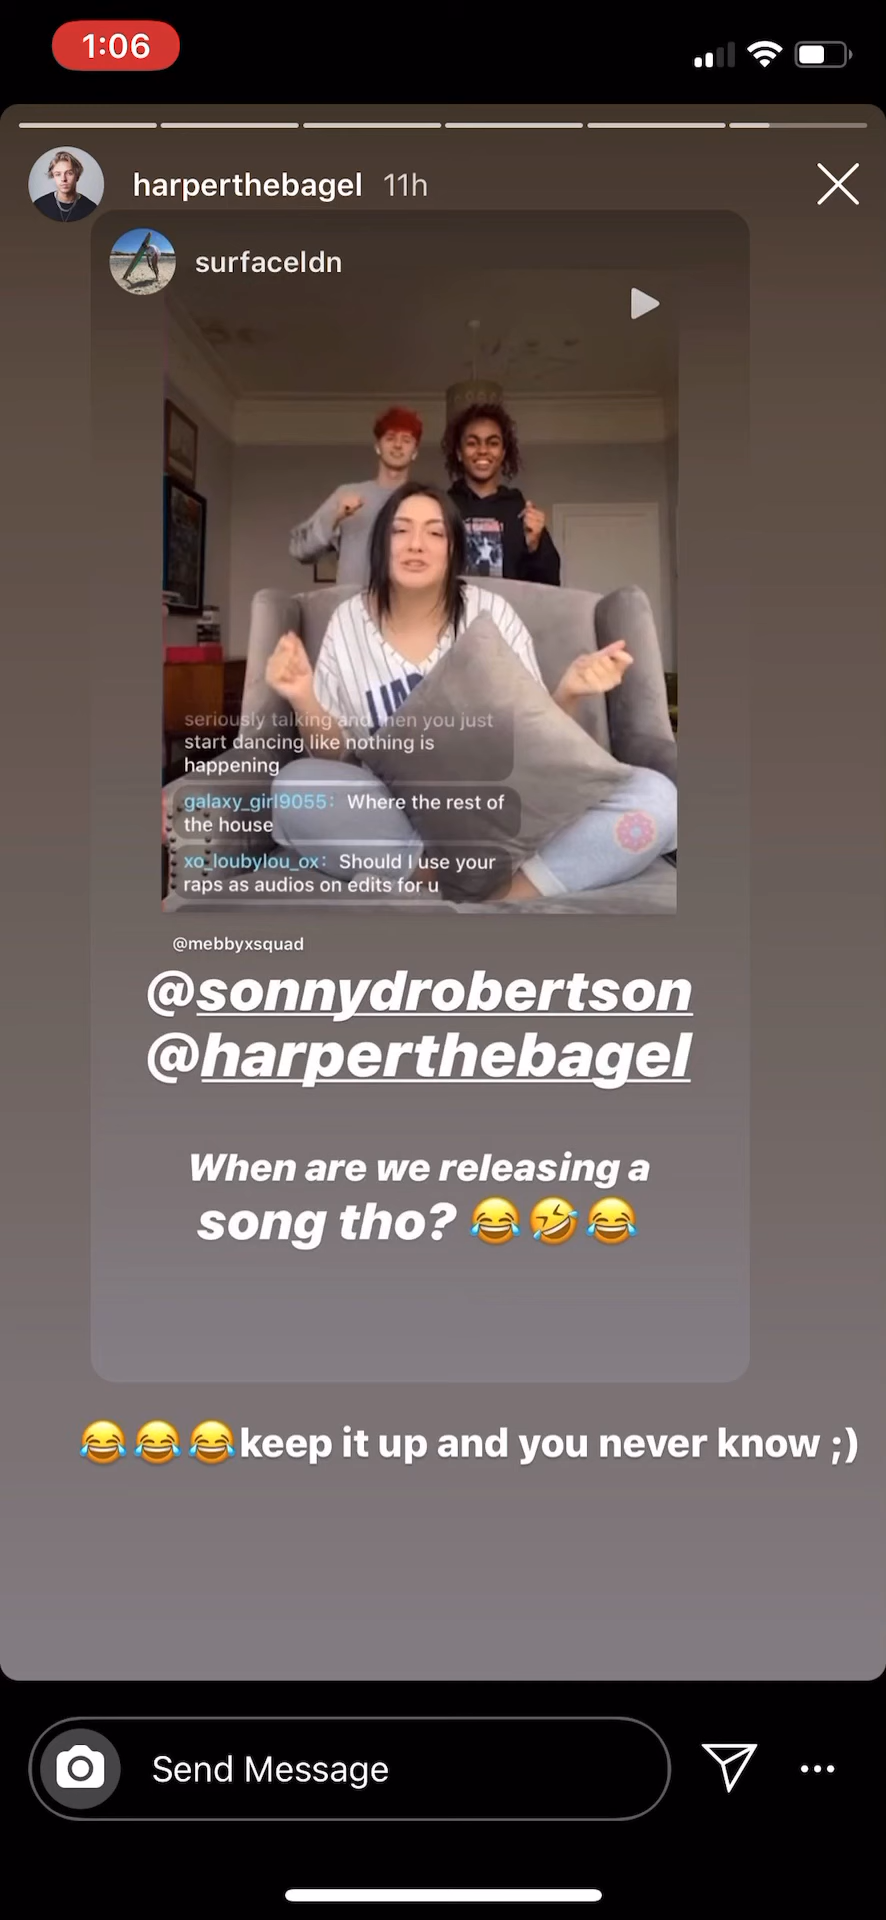 1:06
harperthebagel 11h
surfaceldn
seriously talking and then you just
start dancing like nothing is
happening
galaxy_girl9055: Where the rest of
the house
xo_loubylou_ox: Should I use your
raps as audios on edits for u
@mebbyxsquad
@sonnydrobertson
@harperthebagel
When are we releasing a
song tho? 😂🤣😂
😂😂😂keep it up and you never know ;)
Send Message